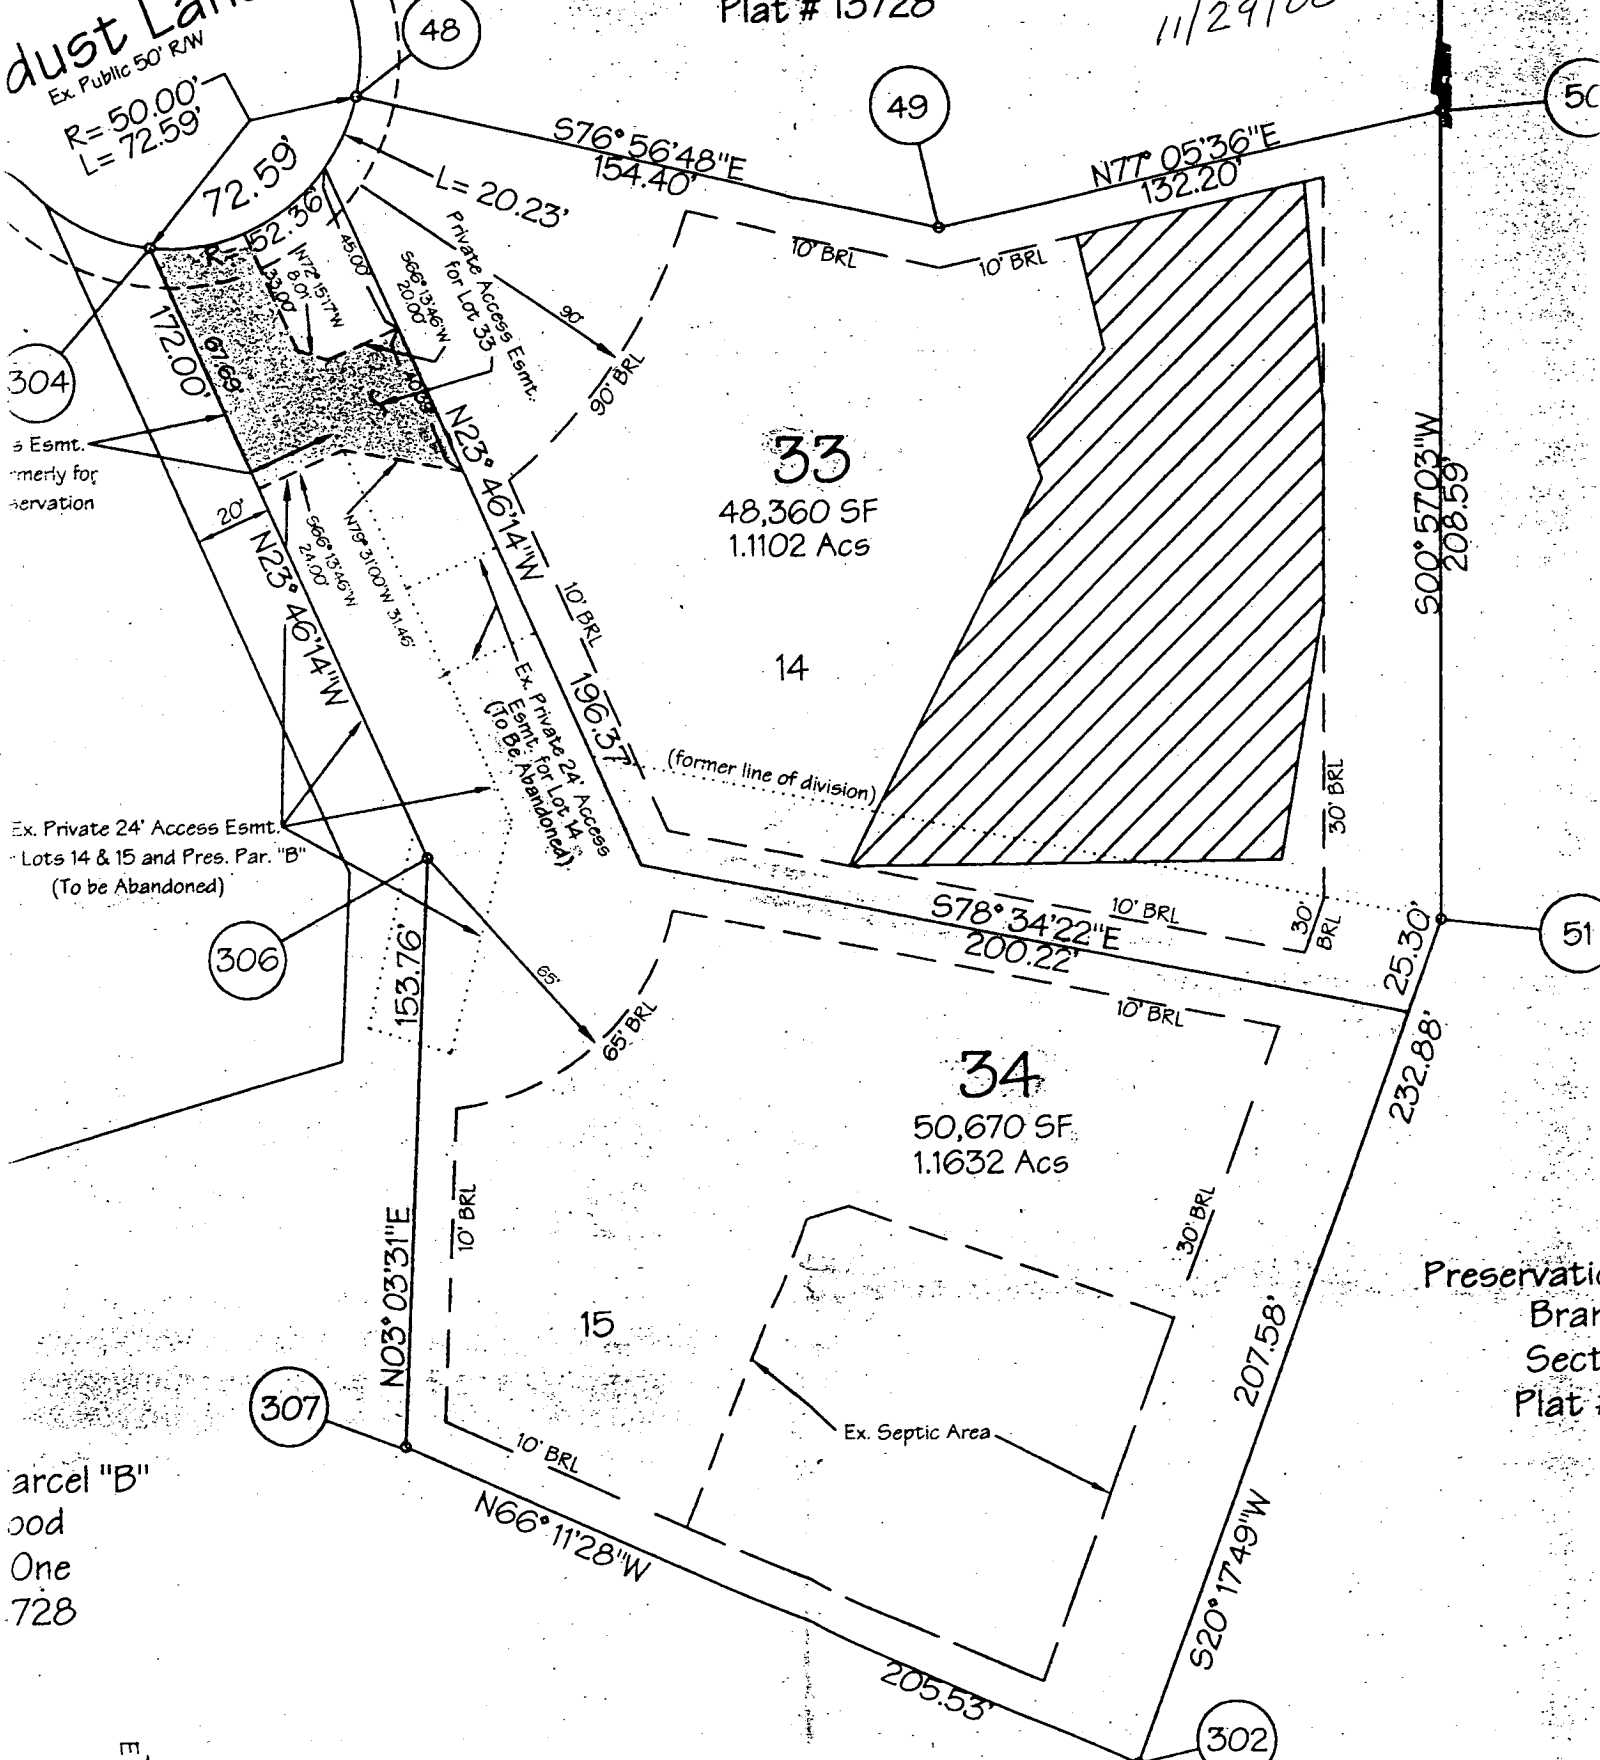 Plat # 13728
11/29/0
dust Lan
Ex. Public 50' R/W
R= 50.00'
L= 72.59'
48
49
50
S76° 56'48"E
154.40'
N77° 05'36"E
132.20'
72.59'
L= 20.23'
R= 52.36'
45.00'
N72° 15'17"W
8.01'
33.00'
S66° 13'46"W
20.00'
Private Access Esmt.
for Lot 33
90'
90' BRL
10' BRL
10' BRL
304
172.00'
67.69'
40.39'
s Esmt.
rmerly for
servation
20'
N23° 46'14"W
S66° 13'46"W
24.00'
N79° 31'00"W 31.46'
N23° 46'14"W
196.37'
10' BRL
33
48,360 SF
1.1102 Acs
14
S00° 57'03"W
208.59'
(former line of division)
Ex. Private 24' Access
Esmt. for Lot 14
(To Be Abandoned)
Ex. Private 24' Access Esmt.
Lots 14 & 15 and Pres. Par. "B"
(To be Abandoned)
30' BRL
30'
BRL
10' BRL
S78° 34'22"E
200.22'
25.30'
51
306
153.76'
65'
65' BRL
10' BRL
232.88'
34
50,670 SF
1.1632 Acs
30' BRL
10' BRL
N03° 03'31"E
15
207.58'
Preservatio
Bran
Sect
Plat #
307
10' BRL
Ex. Septic Area
arcel "B"
ood
One
728
N66° 11'28"W
205.53'
S20° 17'49"W
302
E